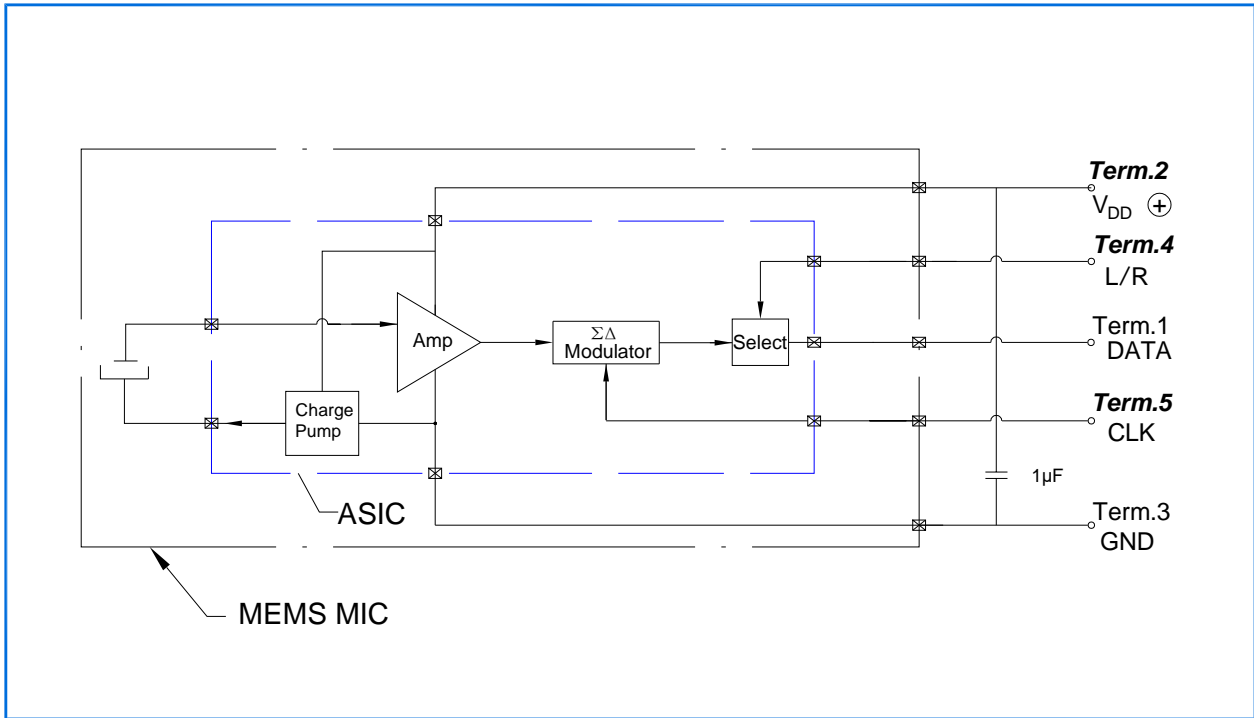 Term.2
V_DD +
Term.4
L/R
Term.1
DATA
Term.5
CLK
1µF
Term.3
GND
Amp
ΣΔ
Modulator
Select
Charge
Pump
ASIC
MEMS MIC